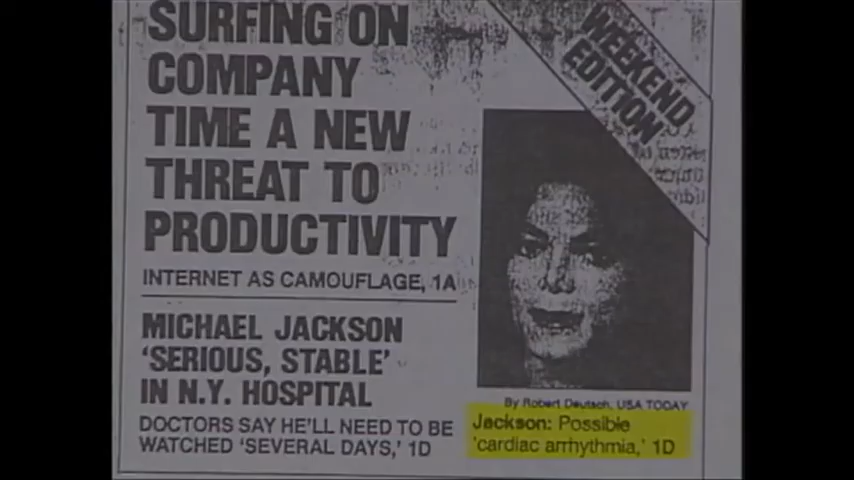 SURFING ON
COMPANY
TIME A NEW
THREAT TO
PRODUCTIVITY
INTERNET AS CAMOUFLAGE, 1A
MICHAEL JACKSON
‘SERIOUS, STABLE’
IN N.Y. HOSPITAL
DOCTORS SAY HE’LL NEED TO BE
WATCHED ‘SEVERAL DAYS,’ 1D
WEEKEND
EDITION
By Robert Deutsch, USA TODAY
Jackson: Possible
‘cardiac arrhythmia,’ 1D